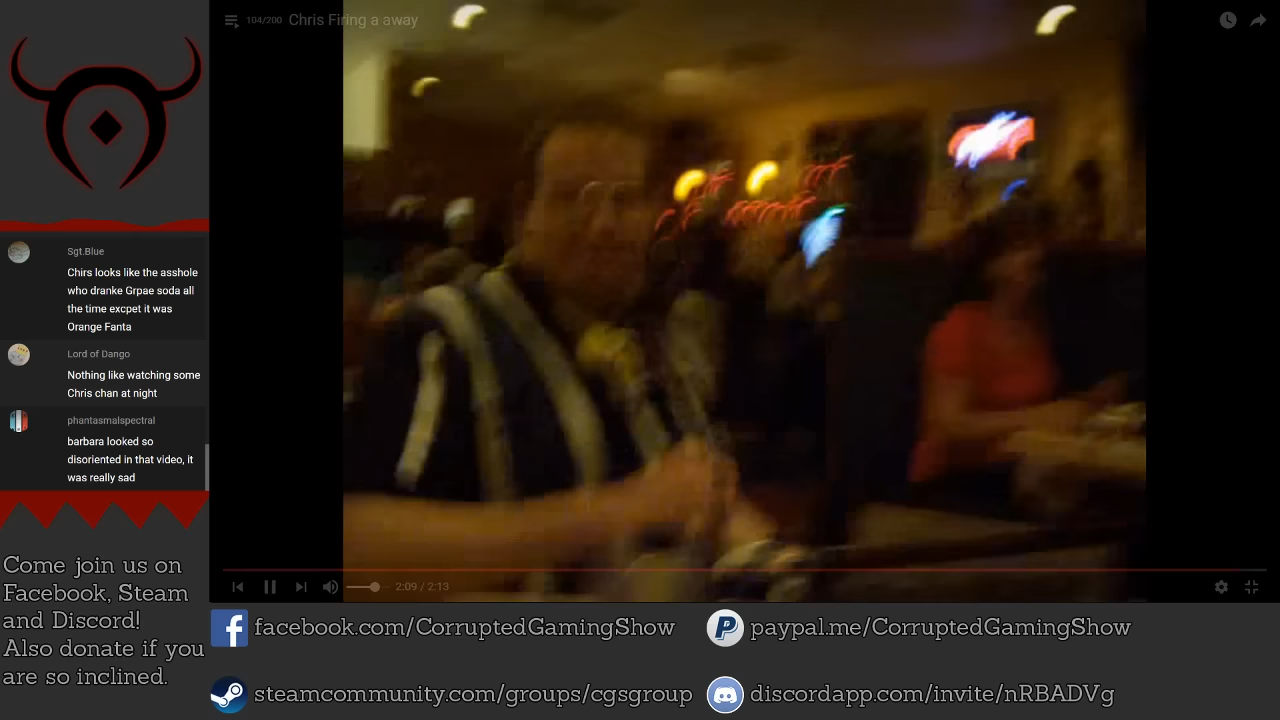 104/200 Chris Firing a away
Sgt.Blue
Chirs looks like the asshole
who dranke Grpae soda all
the time excpet it was
Orange Fanta
Lord of Dango
Nothing like watching some
Chris chan at night
phantasmalspectral
barbara looked so
disoriented in that video, it
was really sad
2:09 / 2:13
Come join us on
Facebook, Steam
and Discord!
Also donate if you
are so inclined.
facebook.com/CorruptedGamingShow
paypal.me/CorruptedGamingShow
steamcommunity.com/groups/cgsgroup
discordapp.com/invite/nRBADVg